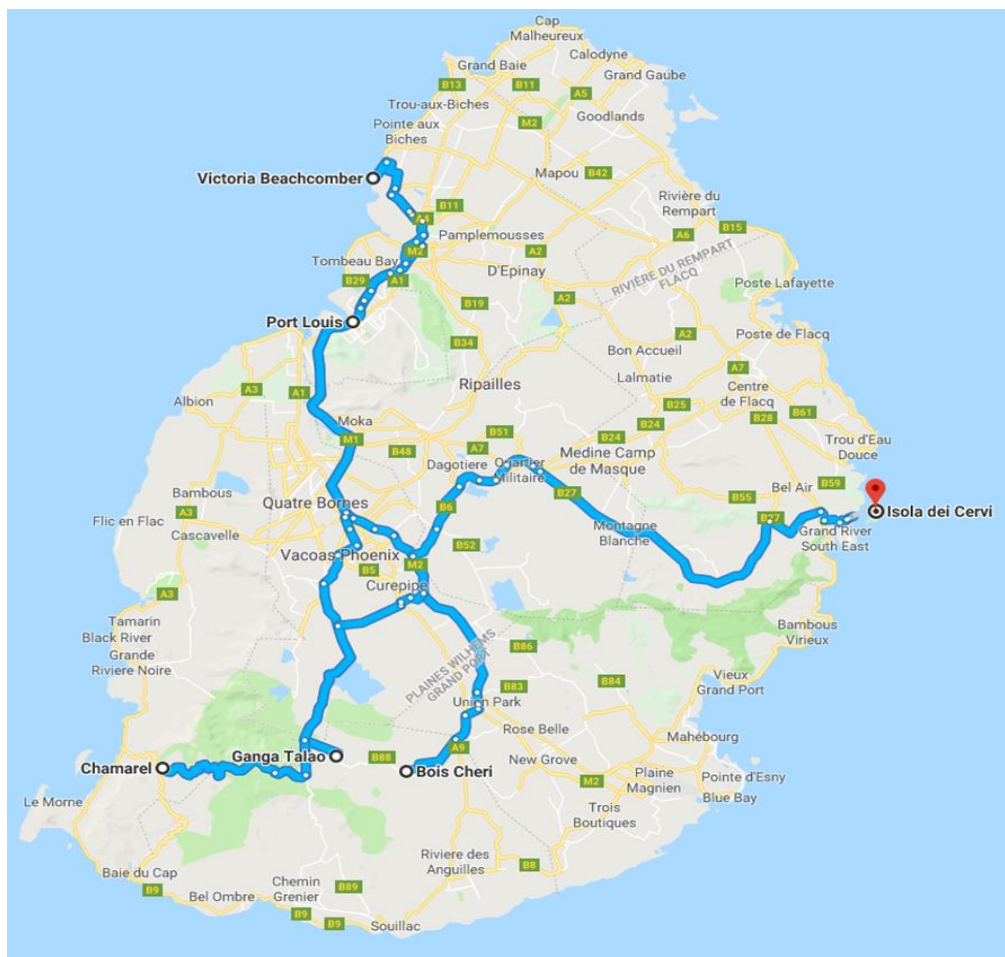 Cap
Malheureux
Calodyne
Grand Baie
Grand Gaube
B13
B11
A5
Trou-aux-Biches
Goodlands
M2
Pointe aux
Biches
Victoria Beachcomber
Mapou
B42
Rivière du
Rempart
B11
A4
Pamplemousses
A6
B15
M2
A2
Tombeau Bay
D'Epinay
B29
A1
RIVIÈRE DU REMPART
FLACQ
Poste Lafayette
B19
A2
Port Louis
B34
A2
Poste de Flacq
Bon Accueil
A7
Ripailles
Lalmatie
Centre
de Flacq
A3
A1
Albion
B25
B61
Moka
B28
B24
M1
B51
B24
Trou d'Eau
Douce
B48
A7
Medine Camp
de Masque
Dagotiere
Quartier
Militaire
Bel Air
B59
Bambous
B27
B55
Quatre Bornes
B6
Isola dei Cervi
A3
Flic en Flac
B27
Cascavelle
Montagne
Blanche
Grand River
South East
B52
Vacoas Phoenix
M2
B5
Curepipe
A3
Tamarin
Black River
Bambous
Virieux
Grande
Riviere Noire
B86
PLAINES WILHEMS
GRAND PORT
Vieux
Grand Port
B83
B84
Union Park
Rose Belle
Mahébourg
Ganga Talao
B88
A9
Chamarel
Bois Cheri
New Grove
Plaine
Magnien
Pointe d'Esny
M2
Blue Bay
Le Morne
Trois
Boutiques
Riviere des
Anguilles
B8
Baie du Cap
Chemin
Grenier
B89
B9
Bel Ombre
B9
B9
Souillac